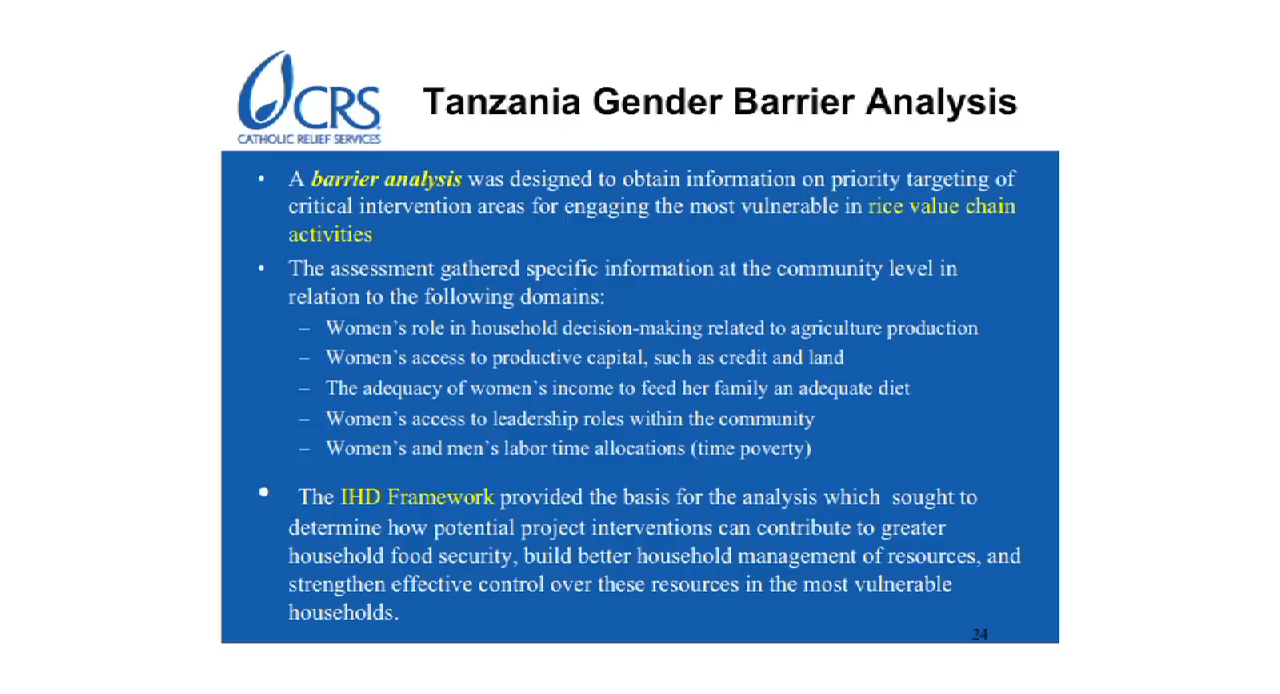 CRS
CATHOLIC RELIEF SERVICES
Tanzania Gender Barrier Analysis
• A barrier analysis was designed to obtain information on priority targeting of
critical intervention areas for engaging the most vulnerable in rice value chain
activities
• The assessment gathered specific information at the community level in
relation to the following domains:
– Women's role in household decision-making related to agriculture production
– Women's access to productive capital, such as credit and land
– The adequacy of women's income to feed her family an adequate diet
– Women's access to leadership roles within the community
– Women's and men's labor time allocations (time poverty)
• The IHD Framework provided the basis for the analysis which sought to
determine how potential project interventions can contribute to greater
household food security, build better household management of resources, and
strengthen effective control over these resources in the most vulnerable
households.
24